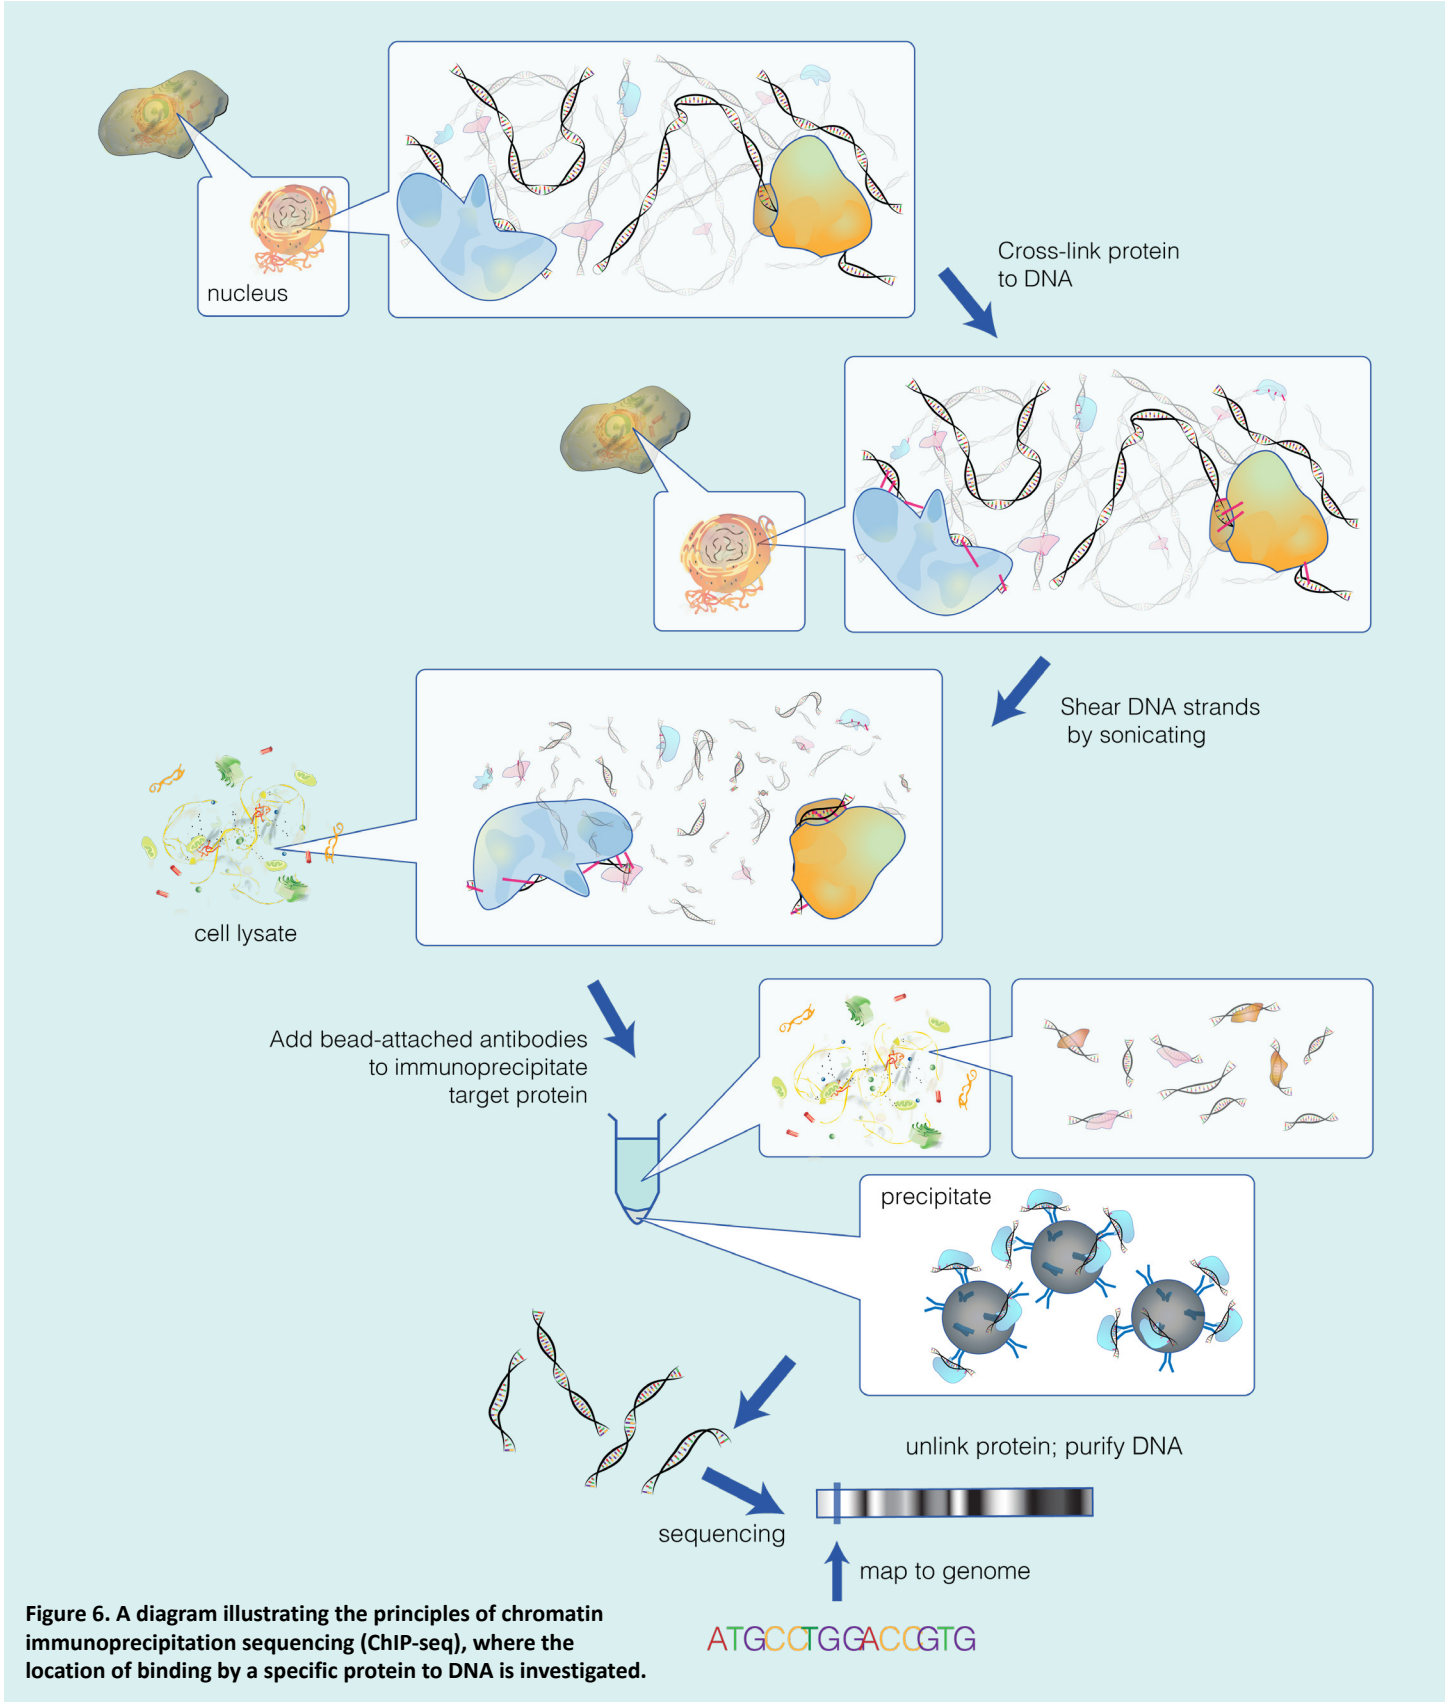 nucleus
Cross-link protein
to DNA
Shear DNA strands
by sonicating
cell lysate
Add bead-attached antibodies
to immunoprecipitate
target protein
precipitate
unlink protein; purify DNA
sequencing
map to genome
ATGCCTGGACCGTG
Figure 6. A diagram illustrating the principles of chromatin
immunoprecipitation sequencing (ChIP-seq), where the
location of binding by a specific protein to DNA is investigated.